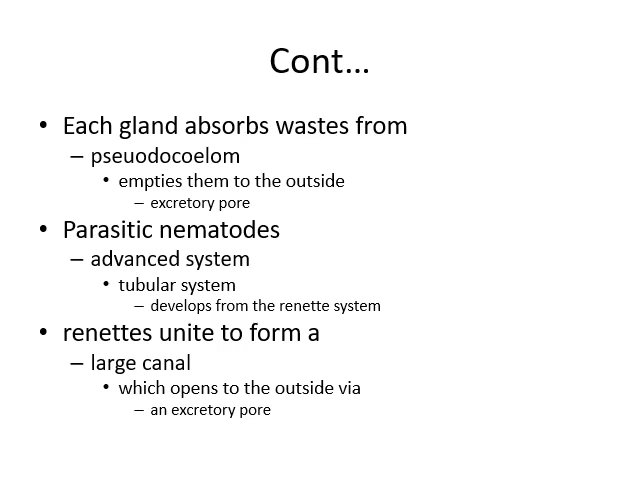 Cont…
• Each gland absorbs wastes from
– pseuodocoelom
• empties them to the outside
– excretory pore
• Parasitic nematodes
– advanced system
• tubular system
– develops from the renette system
• renettes unite to form a
– large canal
• which opens to the outside via
– an excretory pore